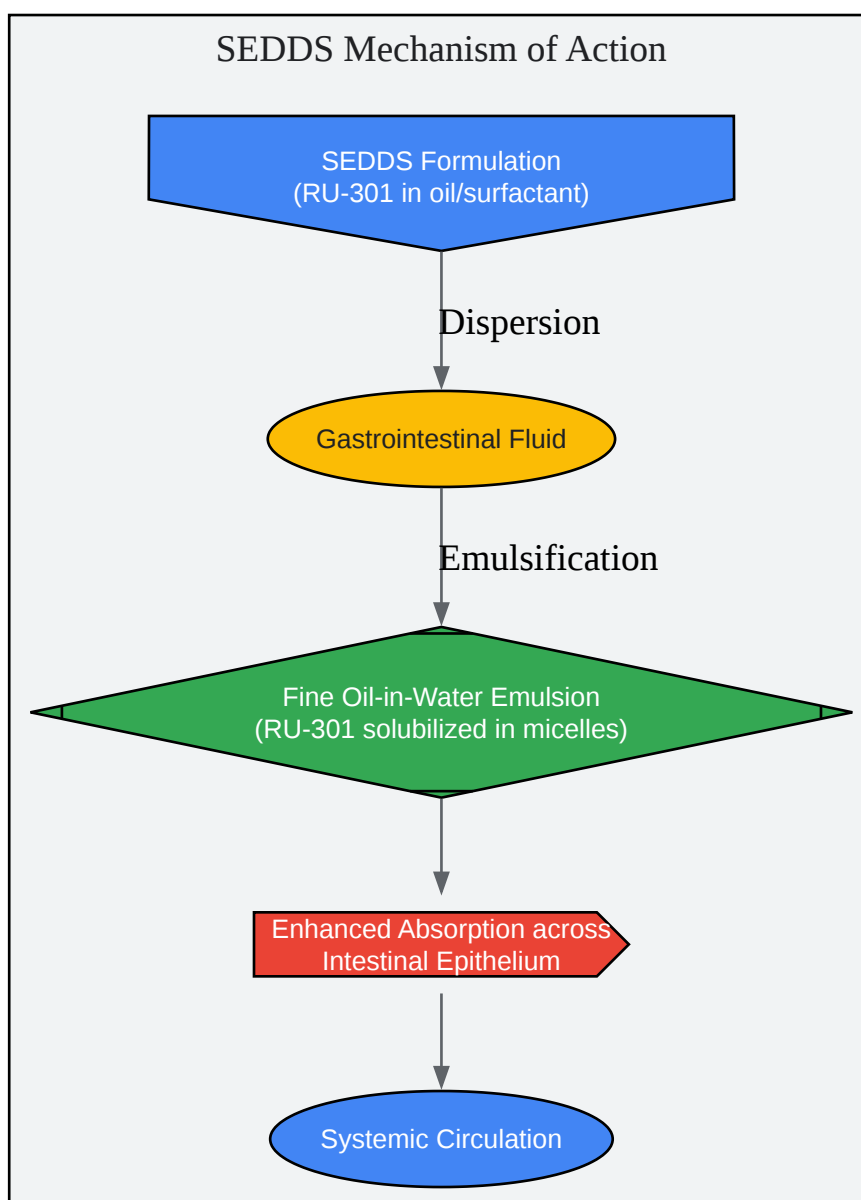 SEDDS Mechanism of Action
SEDDS Formulation
(RU-301 in oil/surfactant)
Dispersion
Gastrointestinal Fluid
Emulsification
Fine Oil-in-Water Emulsion
(RU-301 solubilized in micelles)
Enhanced Absorption across
Intestinal Epithelium
Systemic Circulation